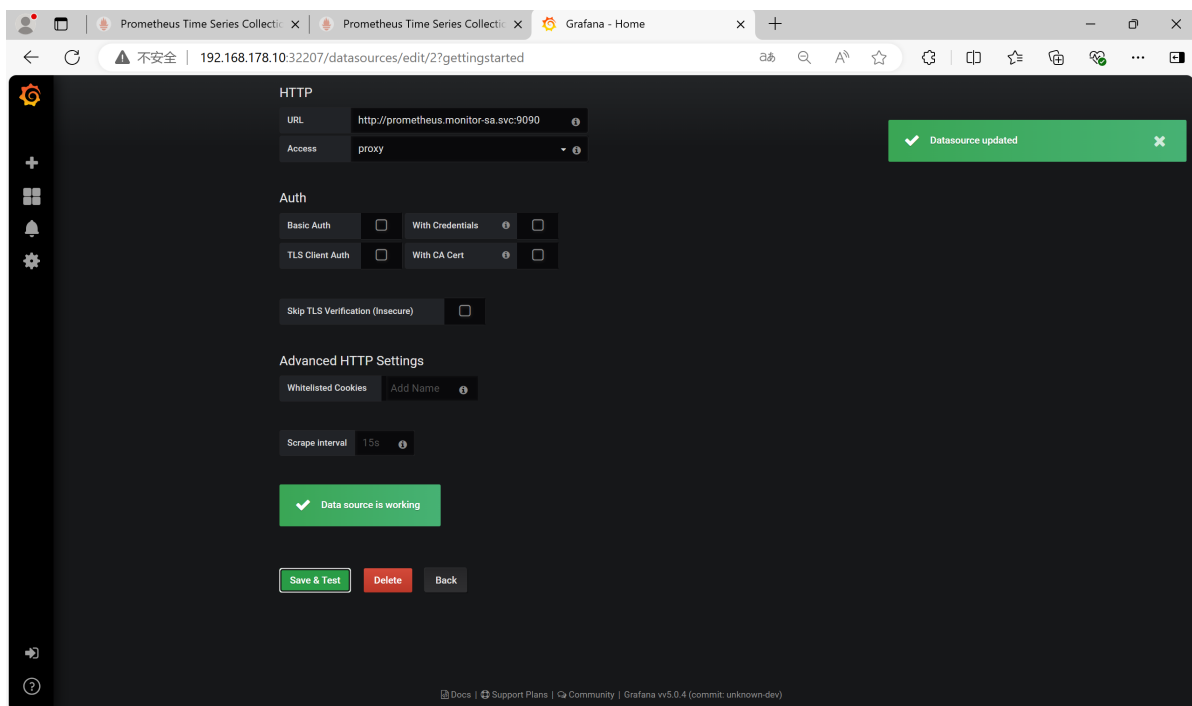 Prometheus Time Series Collectic
Prometheus Time Series Collectic
Grafana - Home
不安全
192.168.178.10:32207/datasources/edit/2?gettingstarted
HTTP
URL
http://prometheus.monitor-sa.svc:9090
Access
proxy
Datasource updated
Auth
Basic Auth
With Credentials
TLS Client Auth
With CA Cert
Skip TLS Verification (Insecure)
Advanced HTTP Settings
Whitelisted Cookies
Add Name
Scrape interval
15s
Data source is working
Save & Test
Delete
Back
Docs | Support Plans | Community | Grafana vv5.0.4 (commit: unknown-dev)